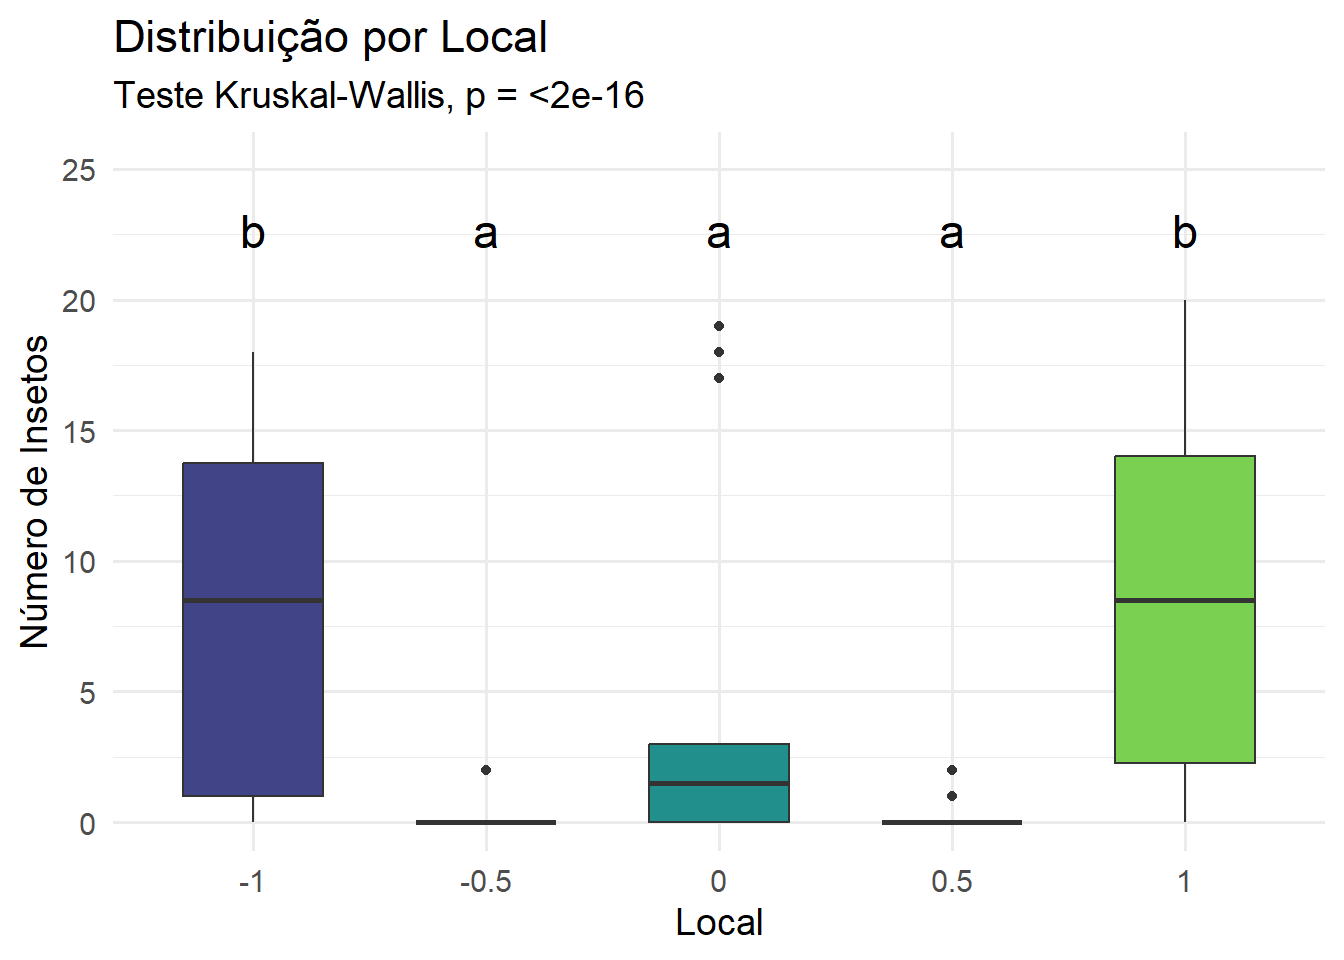 Distribuição por Local
Teste Kruskal-Wallis, p = <2e-16
25
b a a a b
20
15
10
5
0
Número de Insetos
-1 -0.5 0 0.5 1
Local